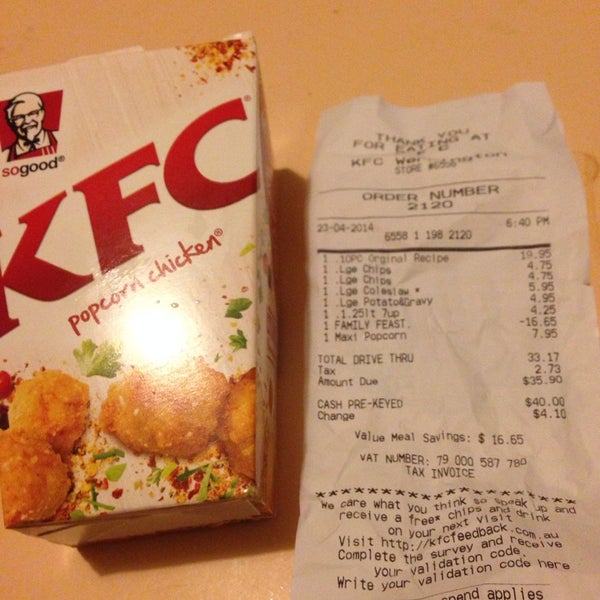 sogood®
KFC®
popcorn chicken®
THANK YOU
FOR EATING AT
KFC Werrington
STORE #6558
ORDER NUMBER
2120
23-04-2014 6:40 PM
6558 1 198 2120
1 .10PC Orginal Recipe 19.95
1 .Lge Chips 4.75
1 .Lge Chips 4.75
1 .Lge Coleslaw * 5.95
1 .Lge Potato&Gravy 4.95
1 .1.25lt 7up 4.25
1 FAMILY FEAST. -16.65
1 Maxi Popcorn 7.95
TOTAL DRIVE THRU 33.17
Tax 2.73
Amount Due $35.90
CASH PRE-KEYED $40.00
Change $4.10
Value Meal Savings: $ 16.65
VAT NUMBER: 79 000 587 780
TAX INVOICE
************************
We care what you think so speak up and
receive a free* chips and drink
on your next visit
Visit http://kfcfeedback.com.au
Complete the survey and receive
your validation code.
Write your validation code here
spend applies